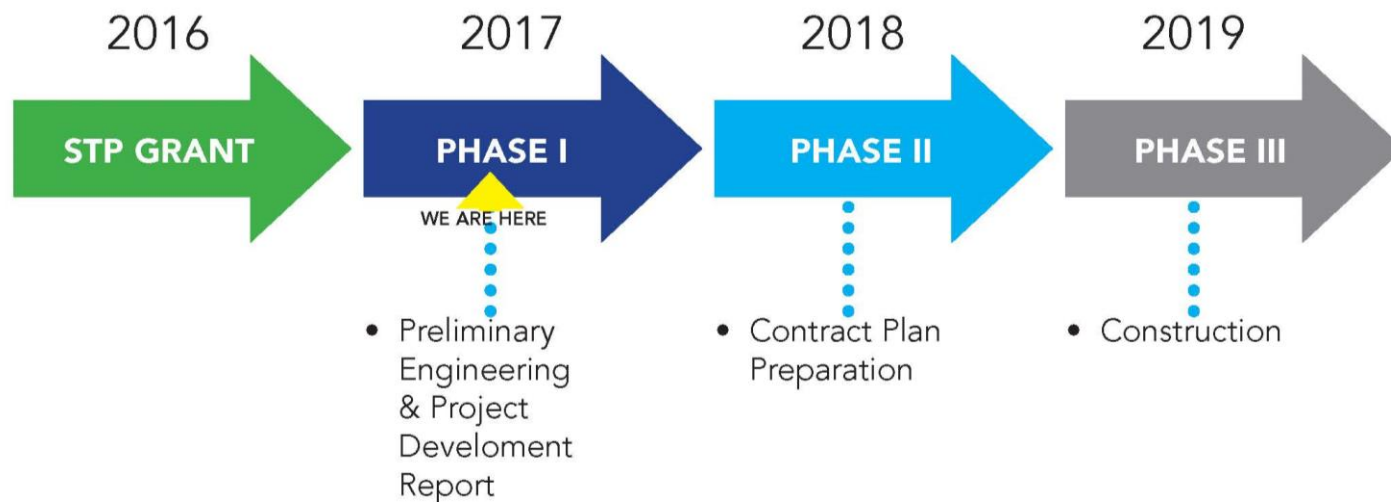 2016 2017 2018 2019
STP GRANT PHASE I PHASE II PHASE III
WE ARE HERE
• Preliminary
Engineering
& Project
Develoment
Report
• Contract Plan
Preparation
• Construction